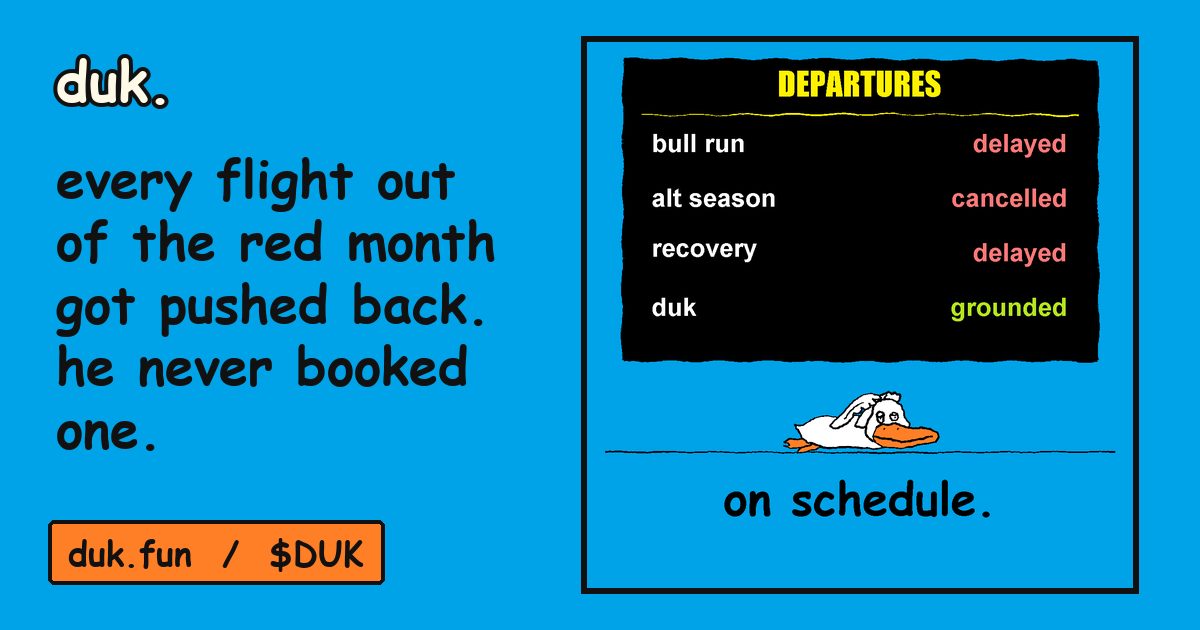 duk.
every flight out
of the red month
got pushed back.
he never booked
one.
duk.fun / $DUK
DEPARTURES
bull run delayed
alt season cancelled
recovery delayed
duk grounded
on schedule.